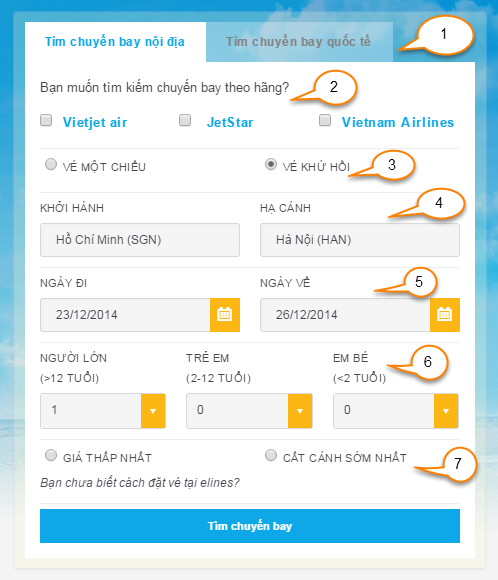 Tìm chuyến bay nội địa Tìm chuyến bay quốc tế 1
Bạn muốn tìm kiếm chuyến bay theo hãng? 2
Vietjet air JetStar Vietnam Airlines
VÉ MỘT CHIỀU VÉ KHỨ HỒI 3
KHỞI HÀNH HẠ CÁNH 4
Hồ Chí Minh (SGN) Hà Nội (HAN)
NGÀY ĐI NGÀY VỀ 5
23/12/2014 26/12/2014
NGƯỜI LỚN TRẺ EM EM BÉ 6
(>12 TUỔI) (2-12 TUỔI) (<2 TUỔI)
1 0 0
GIÁ THẤP NHẤT CẤT CÁNH SỚM NHẤT 7
Bạn chưa biết cách đặt vé tại elines?
Tìm chuyến bay